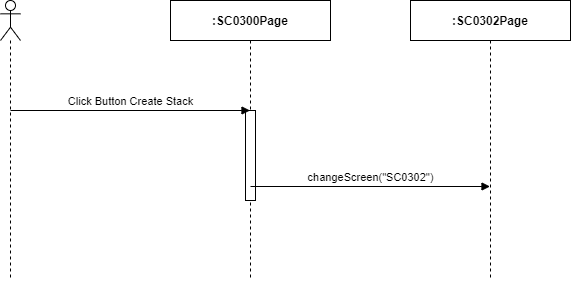 :SC0300Page
:SC0302Page
Click Button Create Stack
changeScreen("SC0302")